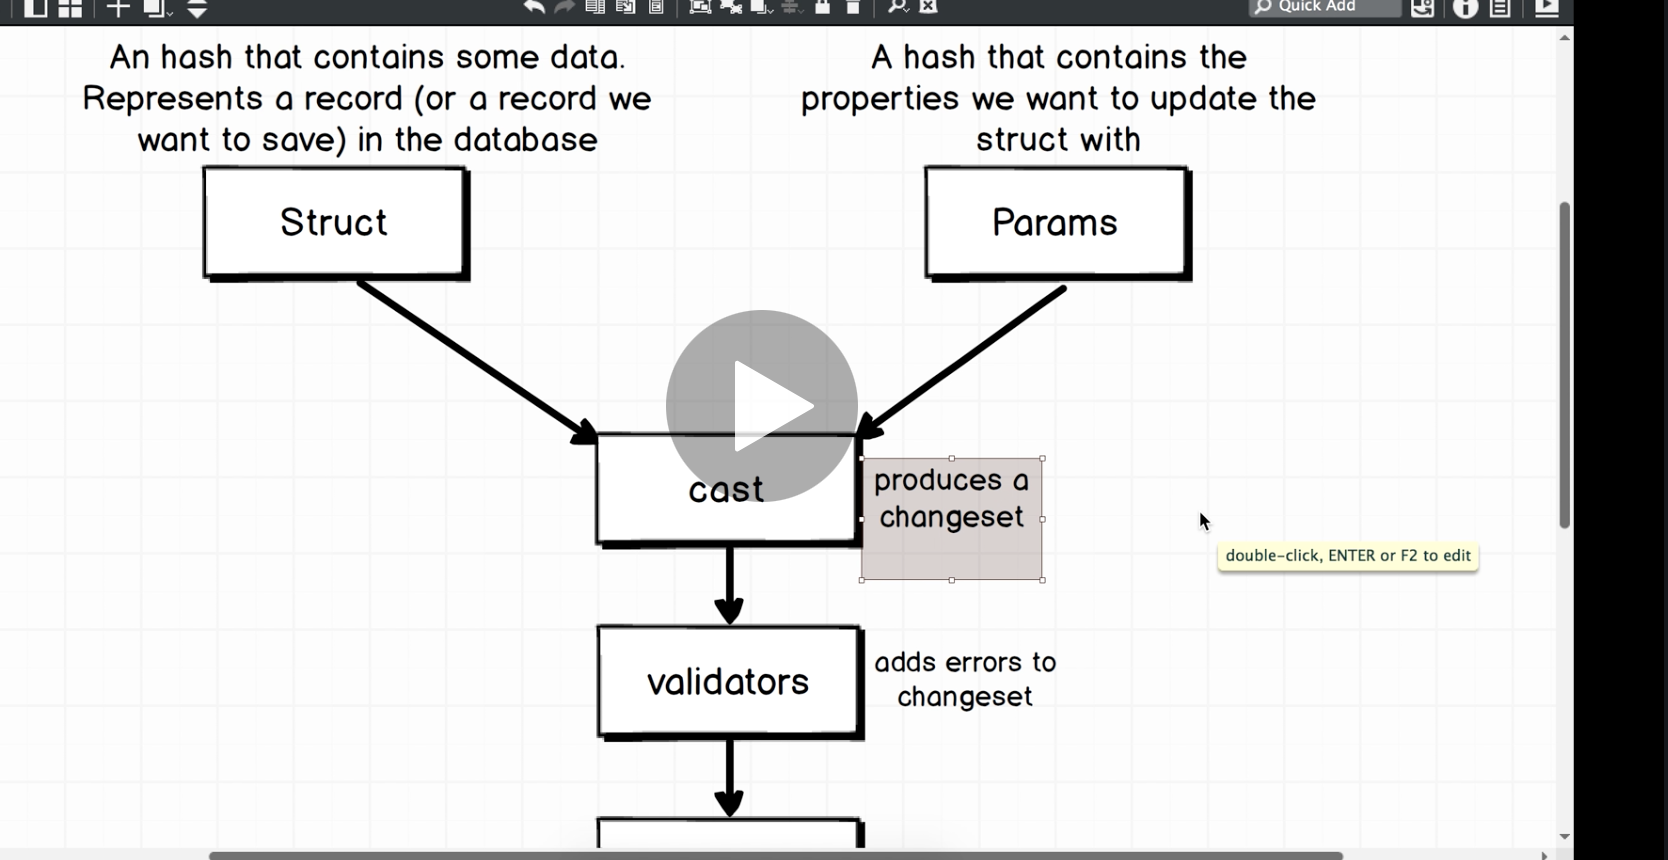 Quick Add
An hash that contains some data.
Represents a record (or a record we
want to save) in the database
A hash that contains the
properties we want to update the
struct with
Struct
Params
cast
produces a
changeset
double-click, ENTER or F2 to edit
validators
adds errors to
changeset